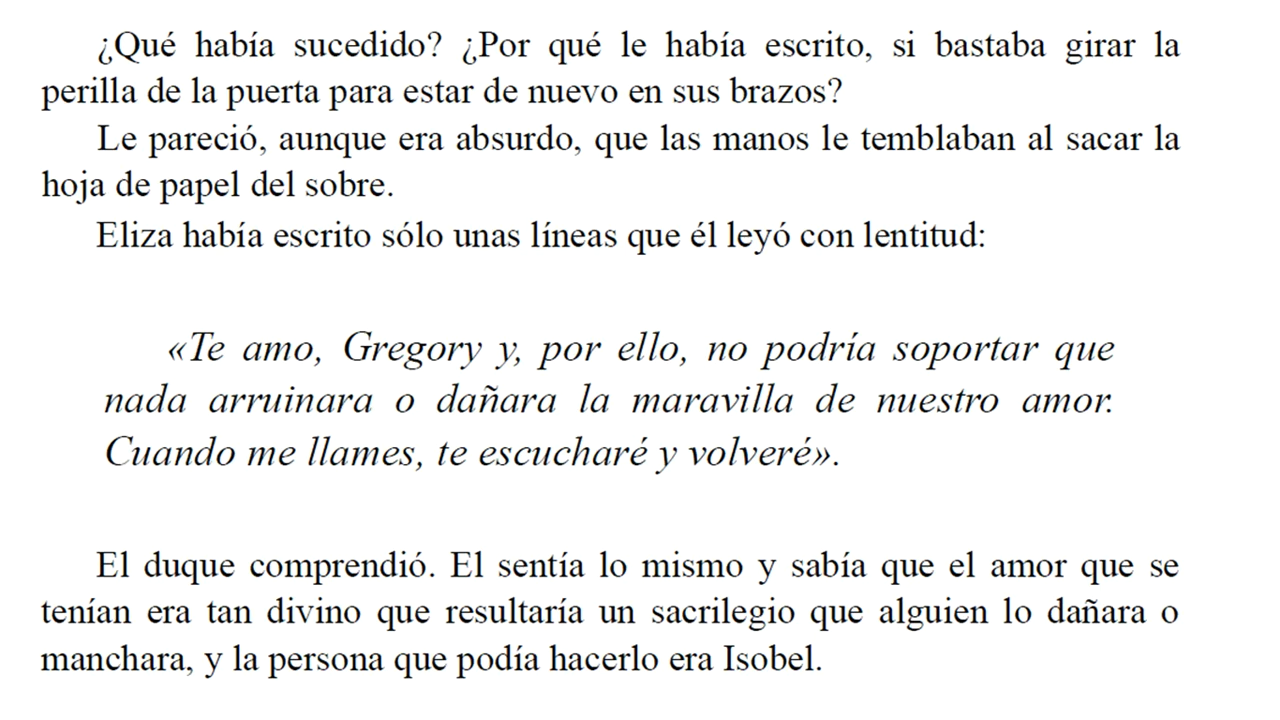 ¿Qué había sucedido? ¿Por qué le había escrito, si bastaba girar la
perilla de la puerta para estar de nuevo en sus brazos?
Le pareció, aunque era absurdo, que las manos le temblaban al sacar la
hoja de papel del sobre.
Eliza había escrito sólo unas líneas que él leyó con lentitud:
«Te amo, Gregory y, por ello, no podría soportar que
nada arruinara o dañara la maravilla de nuestro amor.
Cuando me llames, te escucharé y volveré».
El duque comprendió. El sentía lo mismo y sabía que el amor que se
tenían era tan divino que resultaría un sacrilegio que alguien lo dañara o
manchara, y la persona que podía hacerlo era Isobel.